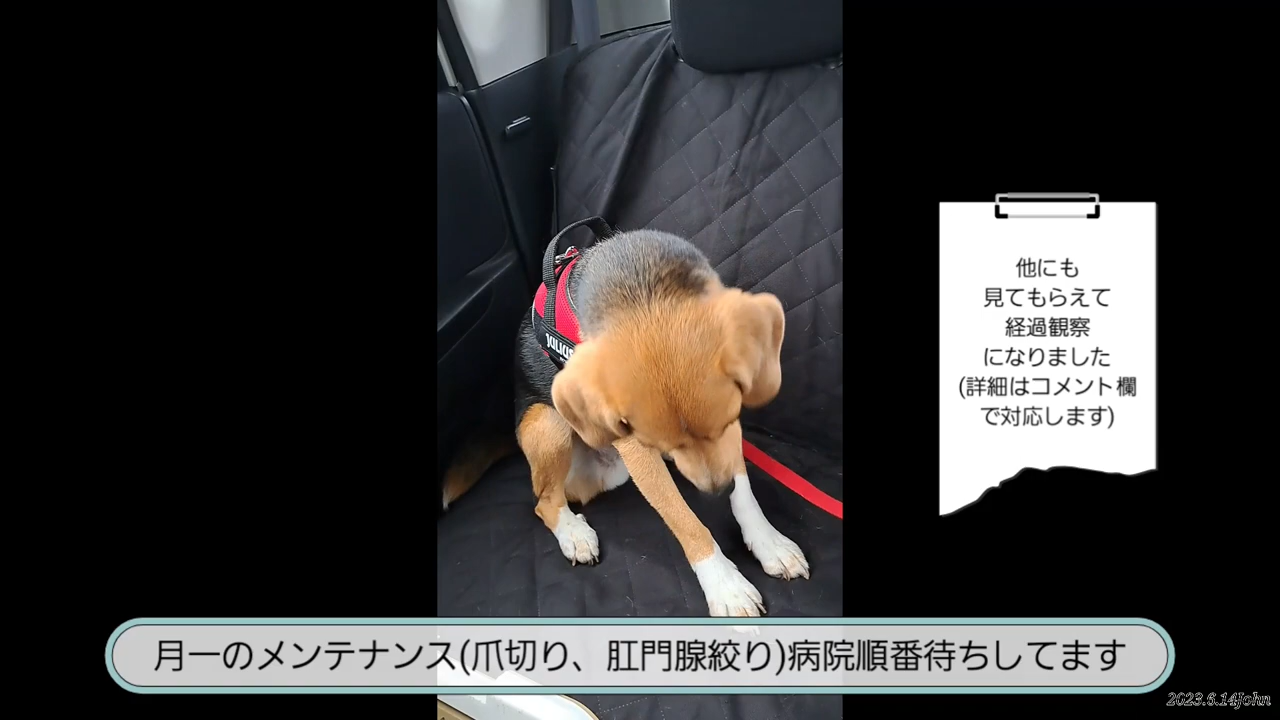 他にも
見てもらえて
経過観察
になりました
(詳細はコメント欄
で対応します)
月一のメンテナンス(爪切り、肛門腺絞り)病院順番待ちしてます
2023.6.14John